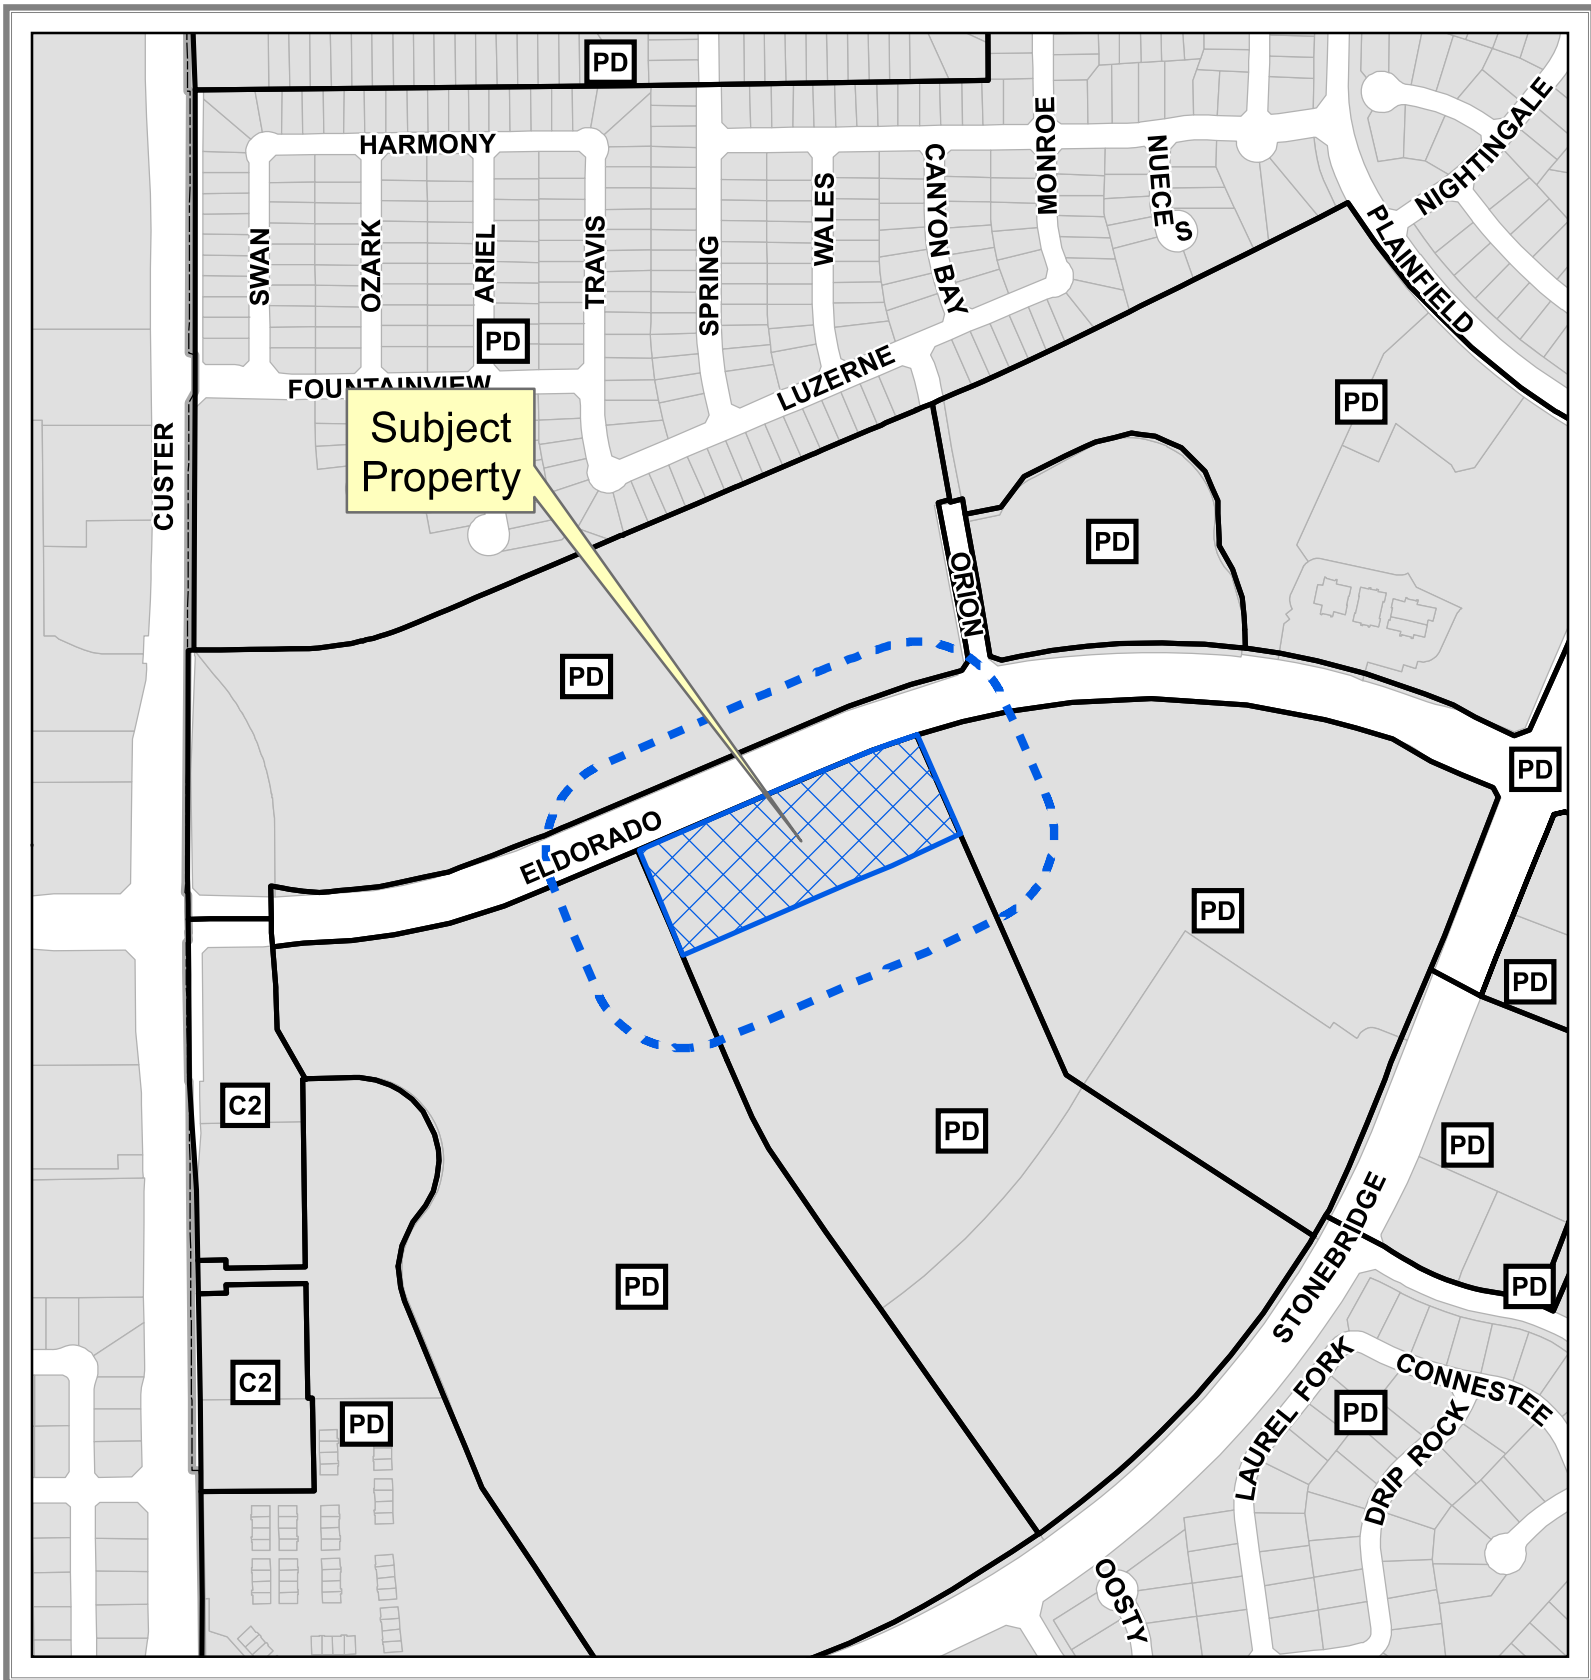 PD
NIGHTINGALE
HARMONY
MONROE
NUECES
CANYON BAY
WALES
SWAN
OZARK
ARIEL
TRAVIS
SPRING
PLAINFIELD
PD
LUZERNE
FOUNTAINVIEW
PD
Subject
Property
CUSTER
PD
ORION
PD
PD
ELDORADO
PD
PD
C2
PD
PD
STONEBRIDGE
PD
PD
LAUREL FORK
CONNESTEE
C2
PD
PD
DRIP ROCK
OOSTY